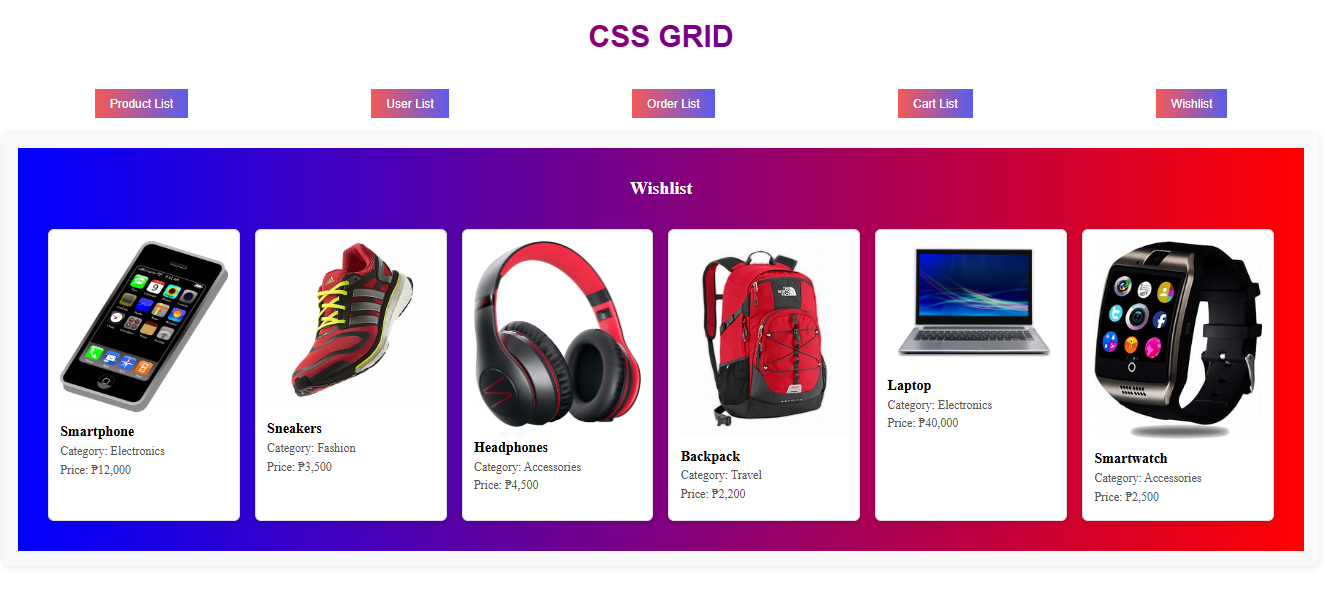 CSS GRID
Product List
User List
Order List
Cart List
Wishlist
Wishlist
Smartphone
Category: Electronics
Price: ₱12,000
Sneakers
Category: Fashion
Price: ₱3,500
Headphones
Category: Accessories
Price: ₱4,500
Backpack
Category: Travel
Price: ₱2,200
Laptop
Category: Electronics
Price: ₱40,000
Smartwatch
Category: Accessories
Price: ₱2,500